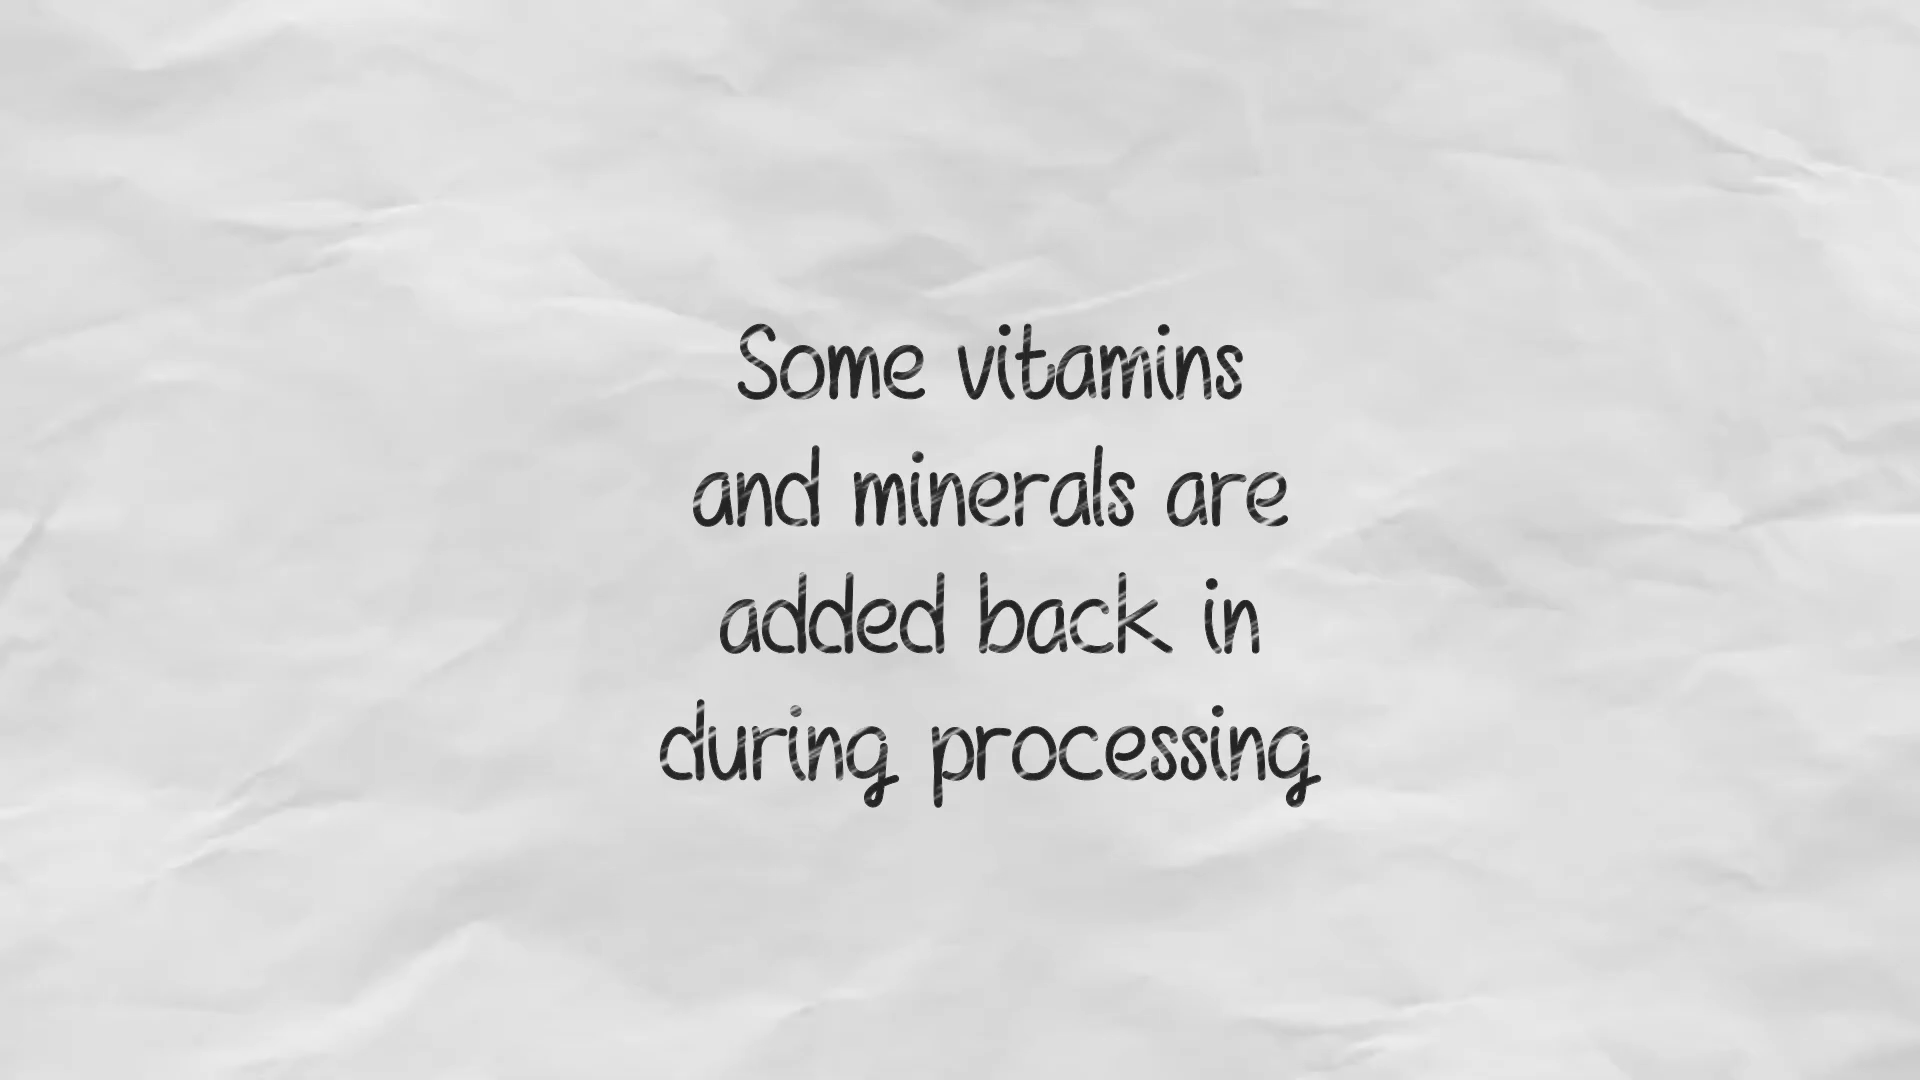 Some vitamins
and minerals are
added back in
during processing